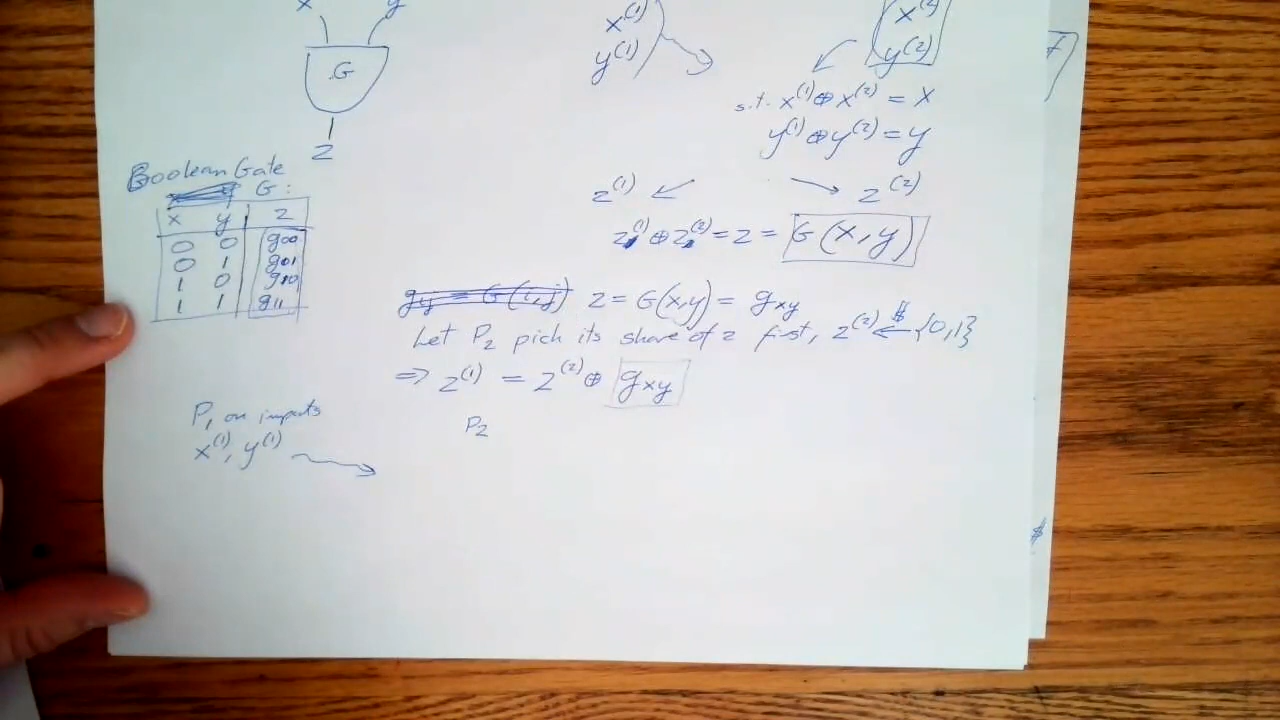 x y
G
z
x⁽¹⁾
y⁽¹⁾
x⁽²⁾
y⁽²⁾
s.t. x⁽¹⁾ ⊕ x⁽²⁾ = x
y⁽¹⁾ ⊕ y⁽²⁾ = y
z⁽¹⁾ ↙ ↘ z⁽²⁾
z⁽¹⁾ ⊕ z⁽²⁾ = z = G(x,y)
Boolean Gate
G:
x y z
0 0 g00
0 1 g01
1 0 g10
1 1 g11
z = G(x,y) = gxy
Let P2 pick its share of z first, z⁽²⁾ ←$ {0,1}
⇒ z⁽¹⁾ = z⁽²⁾ ⊕ gxy
P1 on inputs
x⁽¹⁾, y⁽¹⁾
P2
$